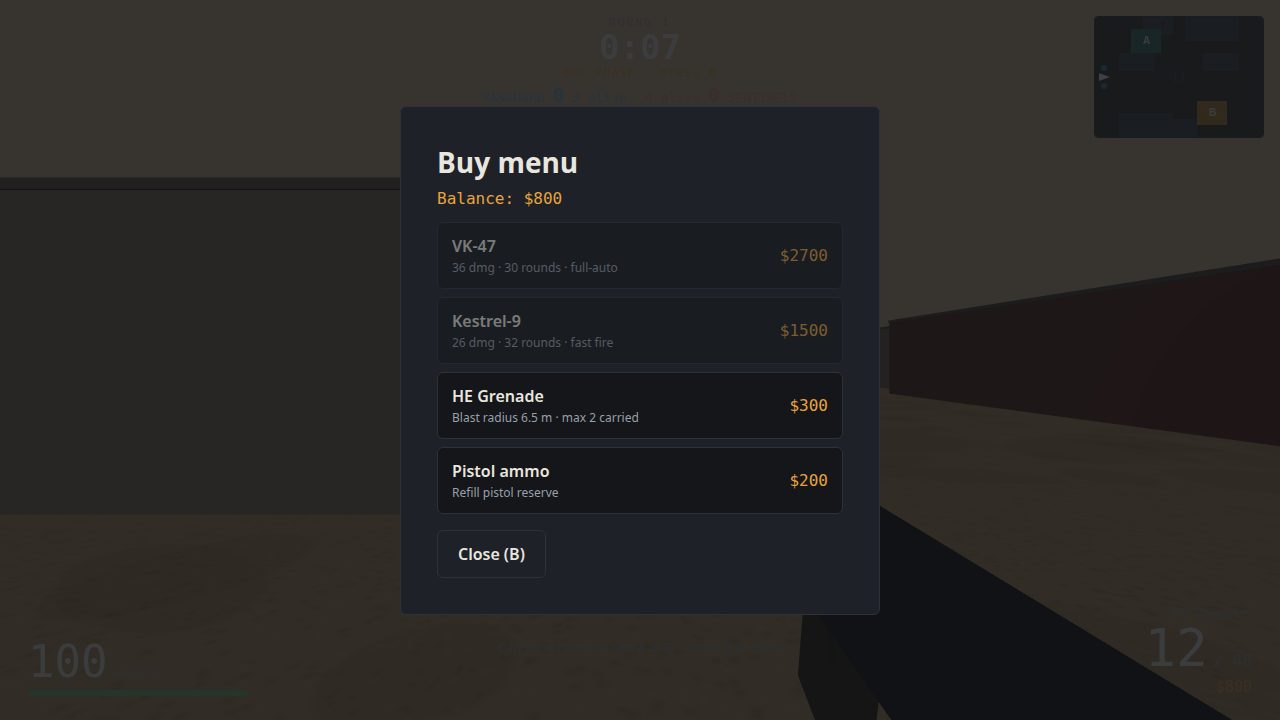 ROUND 1
0:07
A
B
Buy menu
Balance: $800
VK-47
36 dmg · 30 rounds · full-auto
$2700
Kestrel-9
26 dmg · 32 rounds · fast fire
$1500
HE Grenade
Blast radius 6.5 m · max 2 carried
$300
Pistol ammo
Refill pistol reserve
$200
Close (B)
100
12
$800